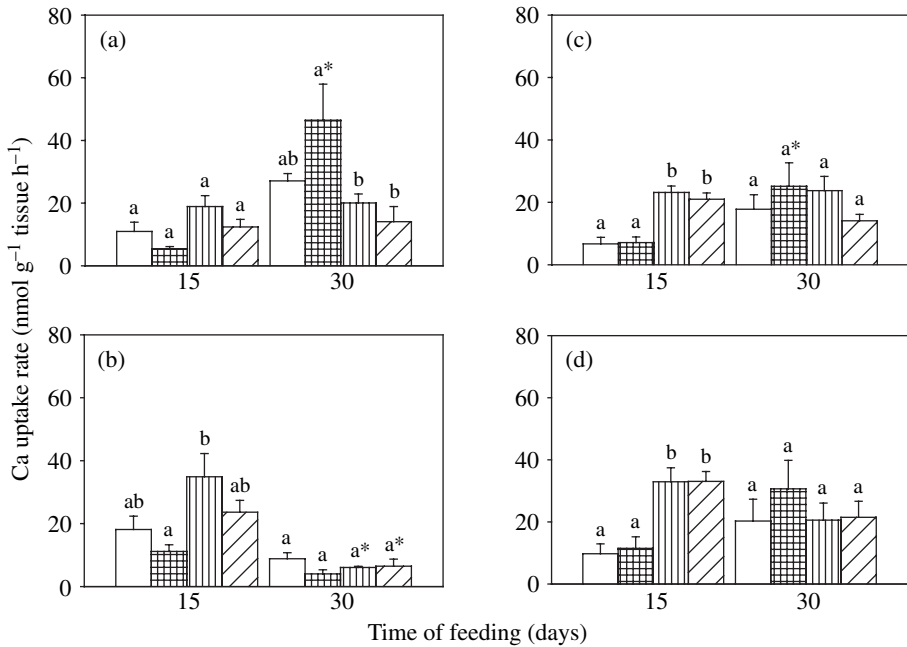 Ca uptake rate (nmol g⁻¹ tissue h⁻¹)
80
60
40
20
0
(a)
a
a
a
a
ab
a*
b
b
15
30
80
60
40
20
0
(c)
a
a
b
b
a
a*
a
a
15
30
80
60
40
20
0
(b)
ab
a
b
ab
a
a
a*
a*
15
30
80
60
40
20
0
(d)
a
a
b
b
a
a
a
a
15
30
Time of feeding (days)